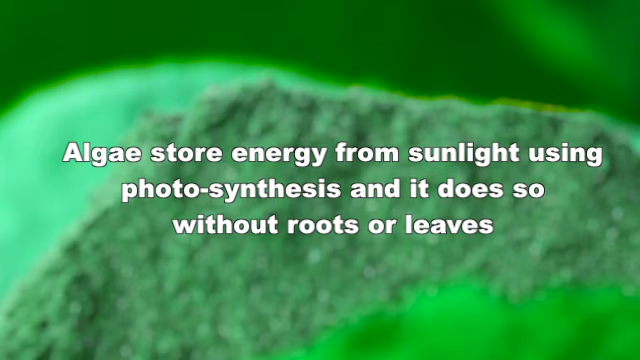 Algae store energy from sunlight using
photo-synthesis and it does so
without roots or leaves